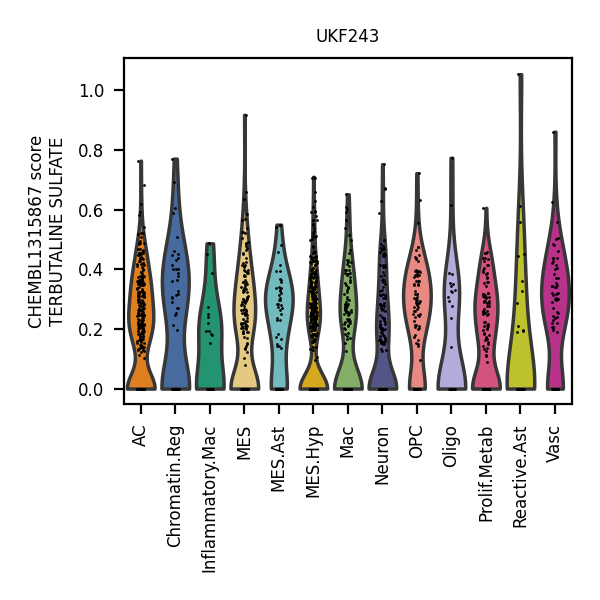 UKF243
CHEMBL1315867 score
TERBUTALINE SULFATE
1.0
0.8
0.6
0.4
0.2
0.0
AC
Chromatin.Reg
Inflammatory.Mac
MES
MES.Ast
MES.Hyp
Mac
Neuron
OPC
Oligo
Prolif.Metab
Reactive.Ast
Vasc